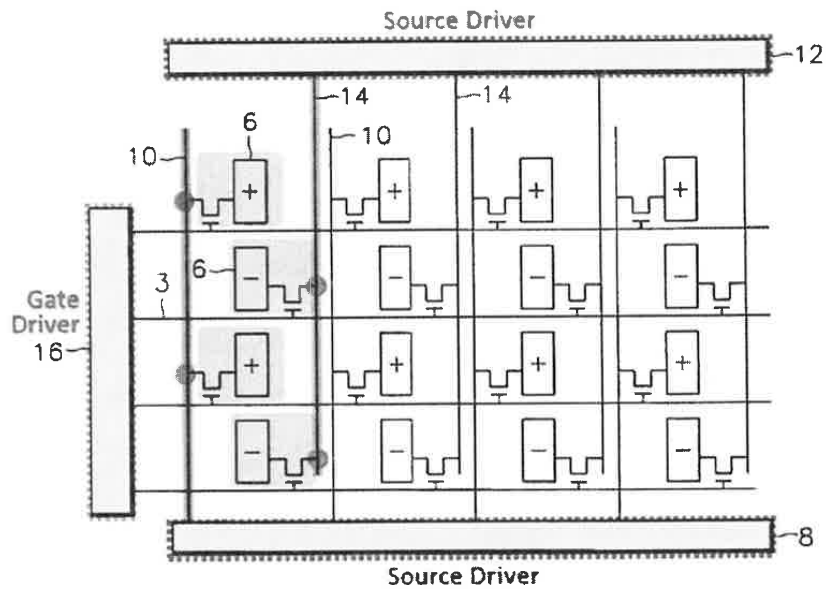 Source Driver
12
14
14
6
10
10
+ + + +
6
− − − −
3
Gate
Driver
16
+ + + +
− − − −
8
Source Driver